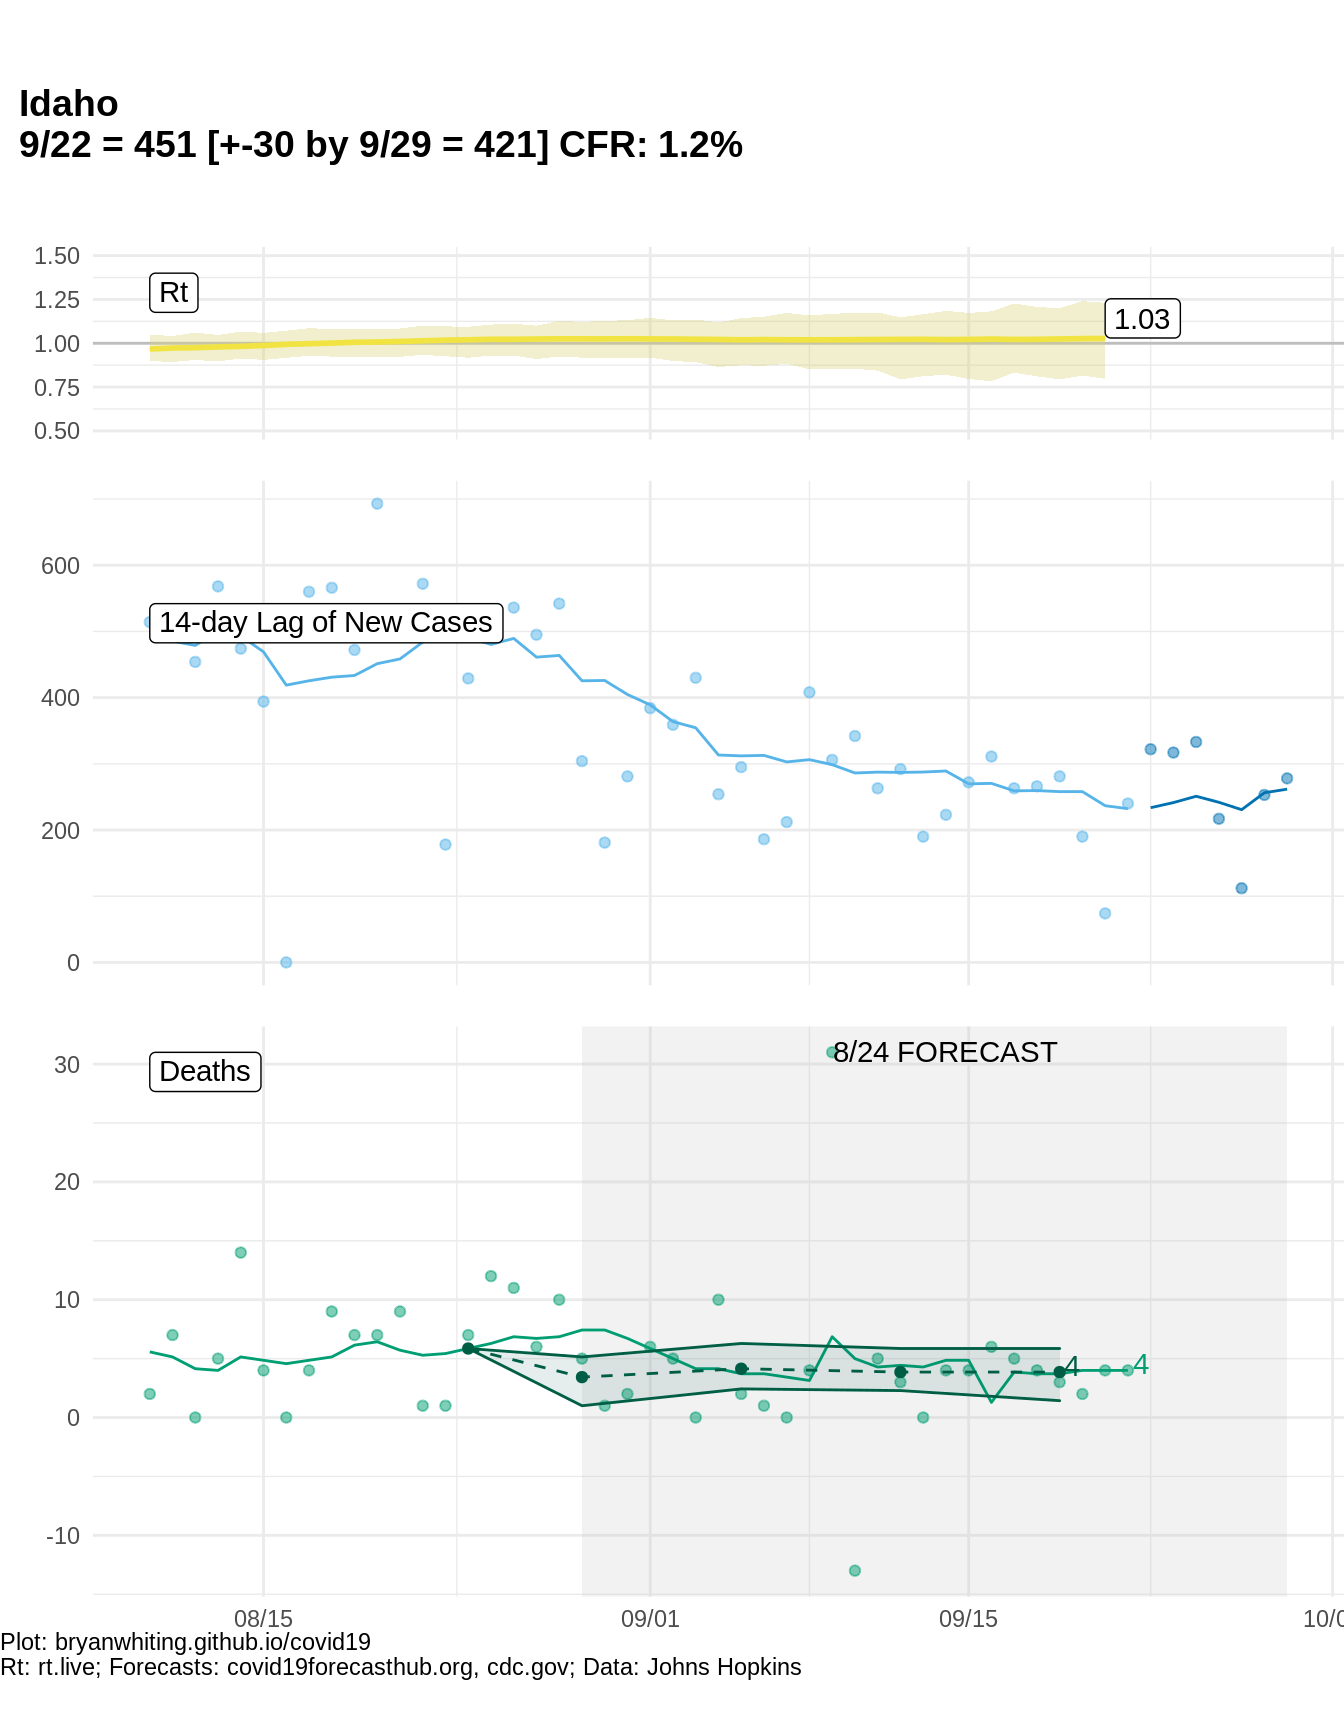 Idaho
9/22 = 451 [+-30 by 9/29 = 421] CFR: 1.2%
1.50
Rt
1.25
1.03
1.00
0.75
0.50
600
14-day Lag of New Cases
400
200
0
8/24 FORECAST
30
Deaths
20
10
4
4
0
-10
08/15
09/01
09/15
10/0
Plot: bryanwhiting.github.io/covid19
Rt: rt.live; Forecasts: covid19forecasthub.org, cdc.gov; Data: Johns Hopkins